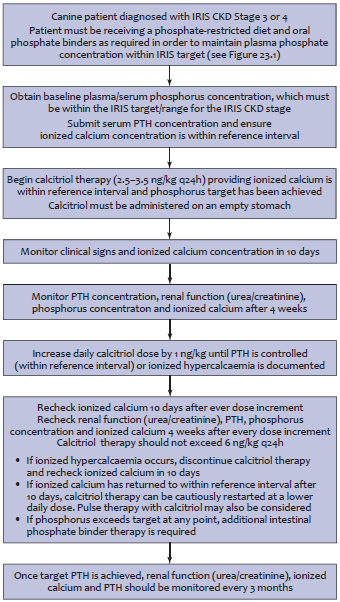 Canine patient diagnosed with IRIS CKD Stage 3 or 4
Patient must be receiving a phosphate-restricted diet and oral
phosphate binders as required in order to maintain plasma phosphate
concentration within IRIS target (see Figure 23.1)
Obtain baseline plasma/serum phosphorus concentration, which must
be within the IRIS target/range for the IRIS CKD stage
Submit serum PTH concentration and ensure
ionized calcium concentration is within reference interval
Begin calcitriol therapy (2.5–3.5 ng/kg q24h) providing ionized calcium is
within reference interval and phosphorus target has been achieved
Calcitriol must be administered on an empty stomach
Monitor clinical signs and ionized calcium concentration in 10 days
Monitor PTH concentration, renal function (urea/creatinine),
phosphorus concentraton and ionized calcium after 4 weeks
Increase daily calcitriol dose by 1 ng/kg until PTH is controlled
(within reference interval) or ionized hypercalcaemia is documented
Recheck ionized calcium 10 days after ever dose increment
Recheck renal function (urea/creatinine), PTH, phosphorus
concentration and ionized calcium 4 weeks after every dose increment
Calcitriol therapy should not exceed 6 ng/kg q24h
• If ionized hypercalcaemia occurs, discontinue calcitriol therapy
and recheck ionized calcium in 10 days
• If ionized calcium has returned to within reference interval after
10 days, calcitriol therapy can be cautiously restarted at a lower
daily dose. Pulse therapy with calcitriol may also be considered
• If phosphorus exceeds target at any point, additional intestinal
phosphate binder therapy is required
Once target PTH is achieved, renal function (urea/creatinine), ionized
calcium and PTH should be monitored every 3 months